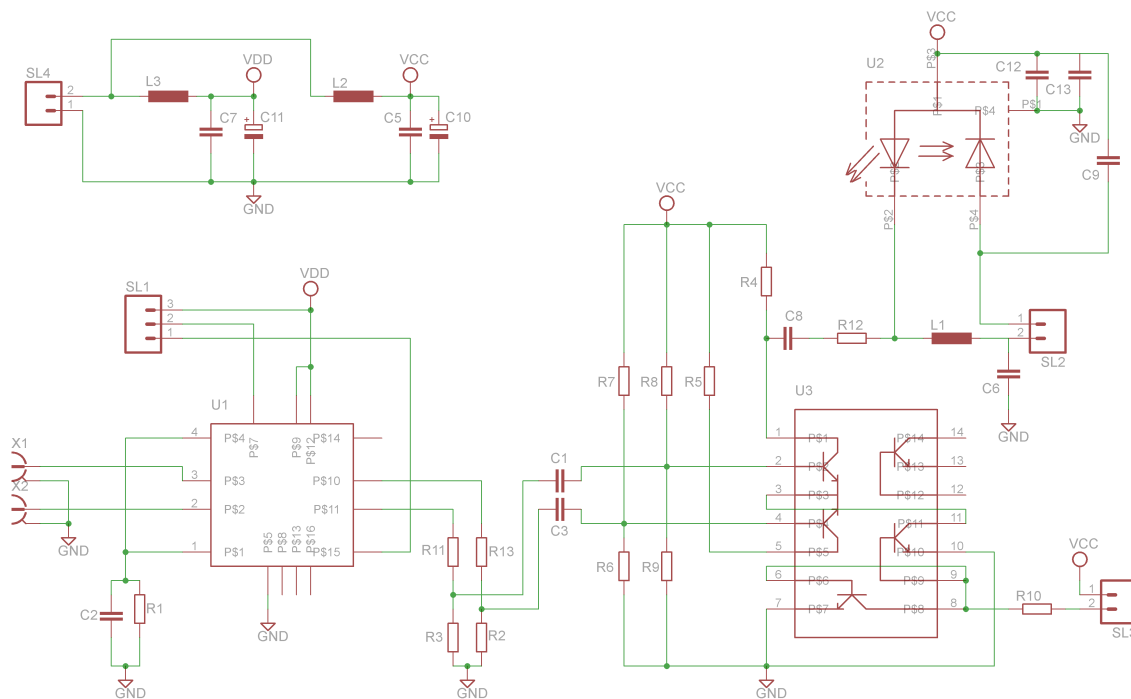 VCC
U2
P$3
C12
C13
P$1
P$4
GND
C9
P$2
P$4
SL4
2
1
L3
VDD
C7
+
C11
L2
VCC
C5
+
C10
GND
VCC
R4
C8
R12
L1
1
2
SL2
C6
GND
SL1
3
2
1
VDD
R7
R8
R5
U1
X1
X2
GND
4
3
2
1
P$4
P$3
P$2
P$1
P$7
P$9
P$12
P$14
P$10
P$11
P$15
P$5
P$8
P$13
P$16
GND
C2
R1
GND
R11
R13
R3
R2
GND
C1
C3
R6
R9
U3
1
2
3
4
5
6
7
P$1
P$3
P$5
P$6
P$7
P$14
P$13
P$12
P$11
P$10
P$9
P$8
14
13
12
11
10
9
8
GND
R10
VCC
1
2
SL3